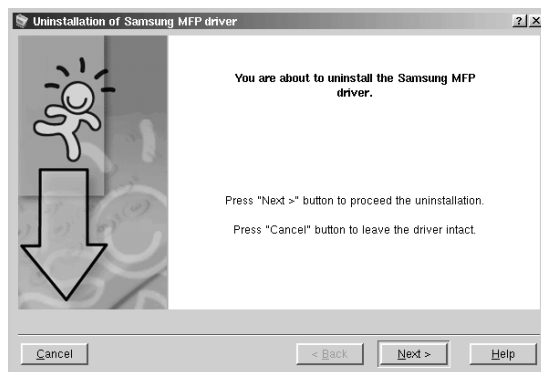 Uninstallation of Samsung MFP driver
You are about to uninstall the Samsung MFP
driver.
Press "Next >" button to proceed the uninstallation.
Press "Cancel" button to leave the driver intact.
Cancel
< Back
Next >
Help